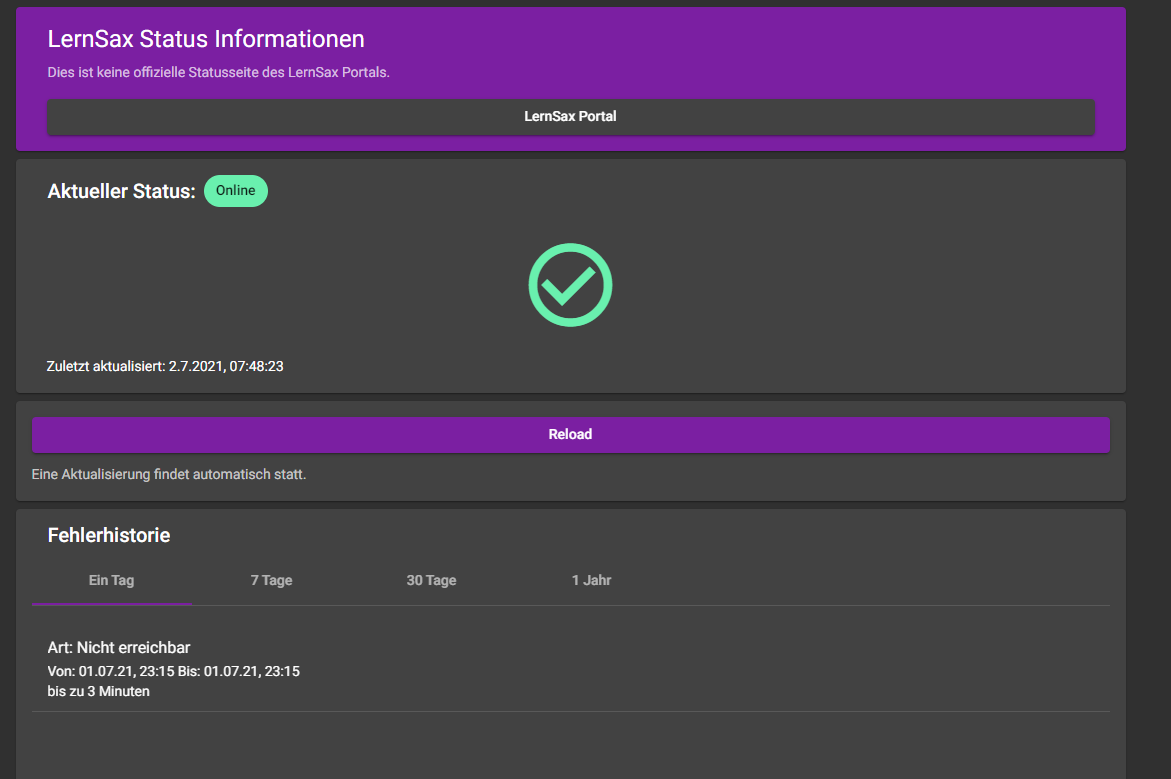 LernSax Status Informationen
Dies ist keine offizielle Statusseite des LernSax Portals.
LernSax Portal
Aktueller Status: Online
Zuletzt aktualisiert: 2.7.2021, 07:48:23
Reload
Eine Aktualisierung findet automatisch statt.
Fehlerhistorie
Ein Tag 7 Tage 30 Tage 1 Jahr
Art: Nicht erreichbar
Von: 01.07.21, 23:15 Bis: 01.07.21, 23:15
bis zu 3 Minuten